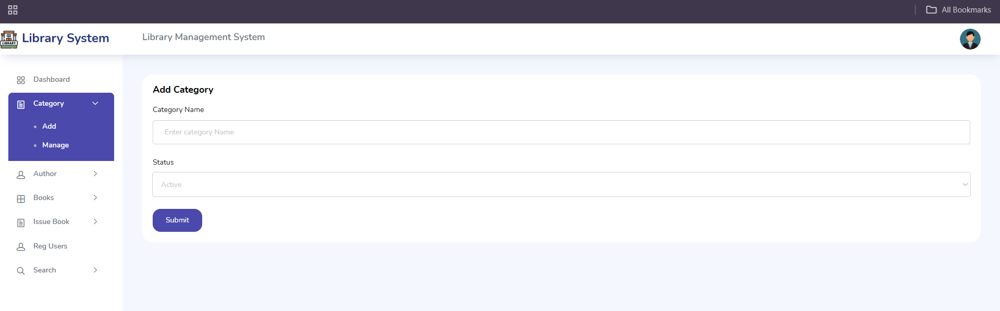 All Bookmarks
LIBRARY
Library System
Library Management System
Dashboard
Category
Add
Manage
Author
Books
Issue Book
Reg Users
Search
Add Category
Category Name
Enter category Name
Status
Active
Submit